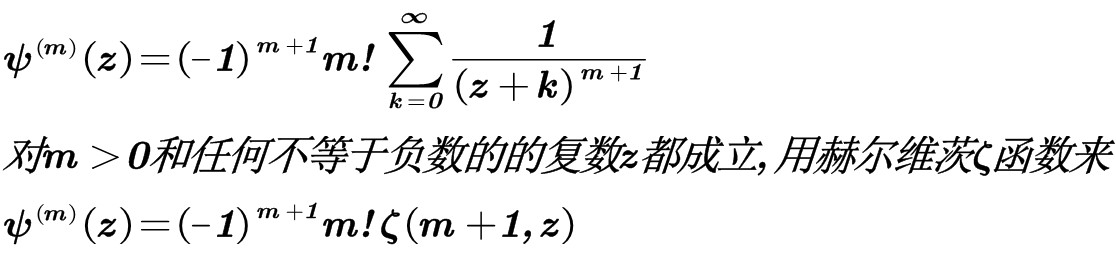 ψ^(m)(z)=(-1)^{m+1}m! ∑_{k=0}^{∞} 1/(z+k)^{m+1}
对m>0和任何不等于负数的的复数z都成立,用赫尔维茨ζ函数来
ψ^(m)(z)=(-1)^{m+1}m!ζ(m+1,z)